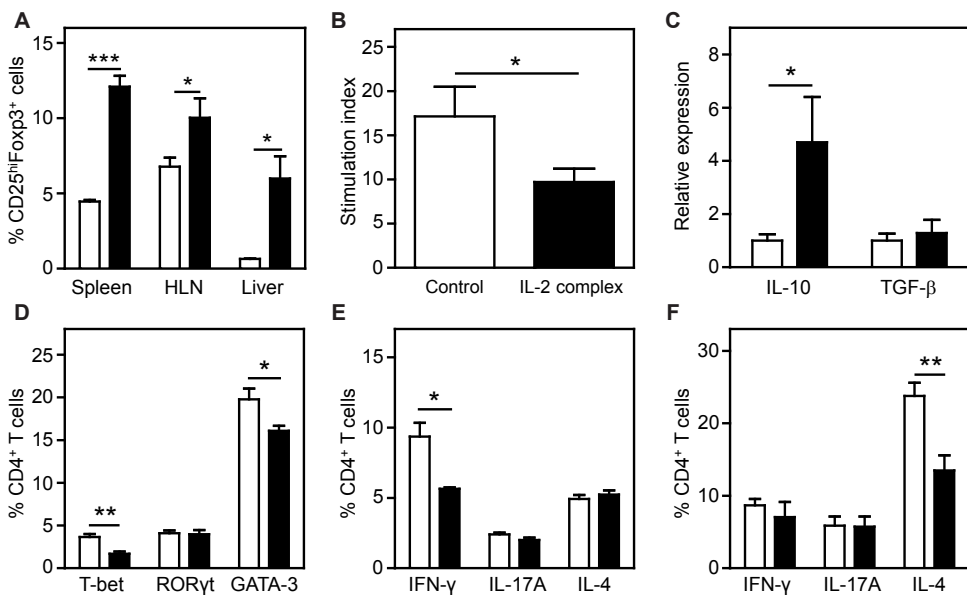 A
% CD25hiFoxp3+ cells
15
10
5
0
***
*
*
Spleen HLN Liver
B
Stimulation index
25
20
15
10
5
0
*
Control IL-2 complex
C
Relative expression
8
6
4
2
0
*
IL-10 TGF-β
D
% CD4+ T cells
25
20
15
10
5
0
**
*
T-bet RORγt GATA-3
E
% CD4+ T cells
15
10
5
0
*
IFN-γ IL-17A IL-4
F
% CD4+ T cells
30
20
10
0
**
IFN-γ IL-17A IL-4